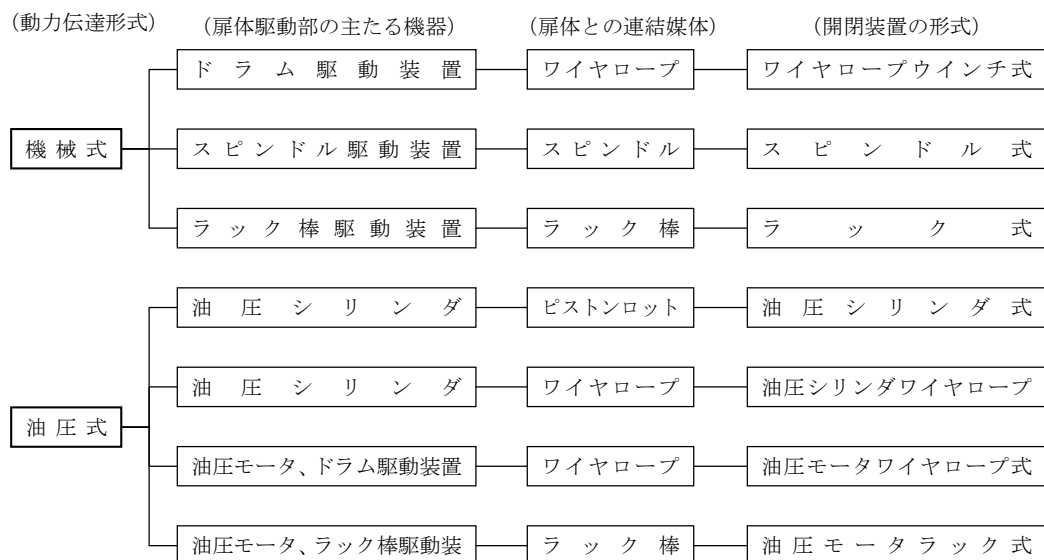 (動力伝達形式) (扉体駆動部の主たる機器) (扉体との連結媒体) (開閉装置の形式)
ドラム駆動装置 ワイヤロープ ワイヤロープウインチ式
機械式 スピンドル駆動装置 スピンドル スピンドル式
ラック棒駆動装置 ラック棒 ラック式
油圧シリンダ ピストンロット 油圧シリンダ式
油圧シリンダ ワイヤロープ 油圧シリンダワイヤロープ
油圧式
油圧モータ、ドラム駆動装置 ワイヤロープ 油圧モータワイヤロープ式
油圧モータ、ラック棒駆動装 ラック棒 油圧モータラック式